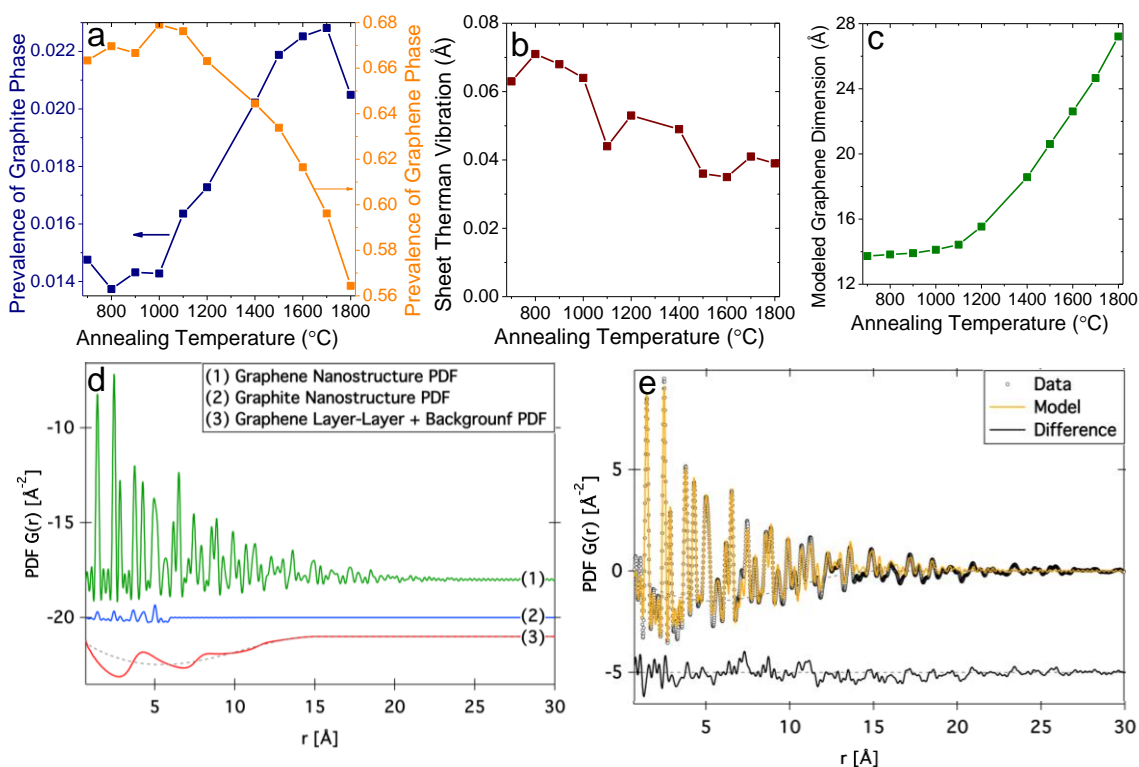 a
Prevalence of Graphite Phase
0.022
0.020
0.018
0.016
0.014
0.68
0.66
0.64
0.62
0.60
0.58
0.56
Prevalence of Graphene Phase
800 1000 1200 1400 1600 1800
Annealing Temperature (°C)
b
Sheet Therman Vibration (Å)
0.08
0.06
0.04
0.02
0.00
800 1000 1200 1400 1600 1800
Annealing Temperature (°C)
c
Modeled Graphene Dimension (Å)
28
24
20
16
12
800 1000 1200 1400 1600 1800
Annealing Temperature (°C)
d
(1) Graphene Nanostructure PDF
(2) Graphite Nanostructure PDF
(3) Graphene Layer-Layer + Backgrounf PDF
PDF G(r) [Å⁻²]
-10
-15
-20
(1)
(2)
(3)
5 10 15 20 25 30
r [Å]
e
Data
Model
Difference
PDF G(r) [Å⁻²]
5
0
-5
5 10 15 20 25 30
r [Å]